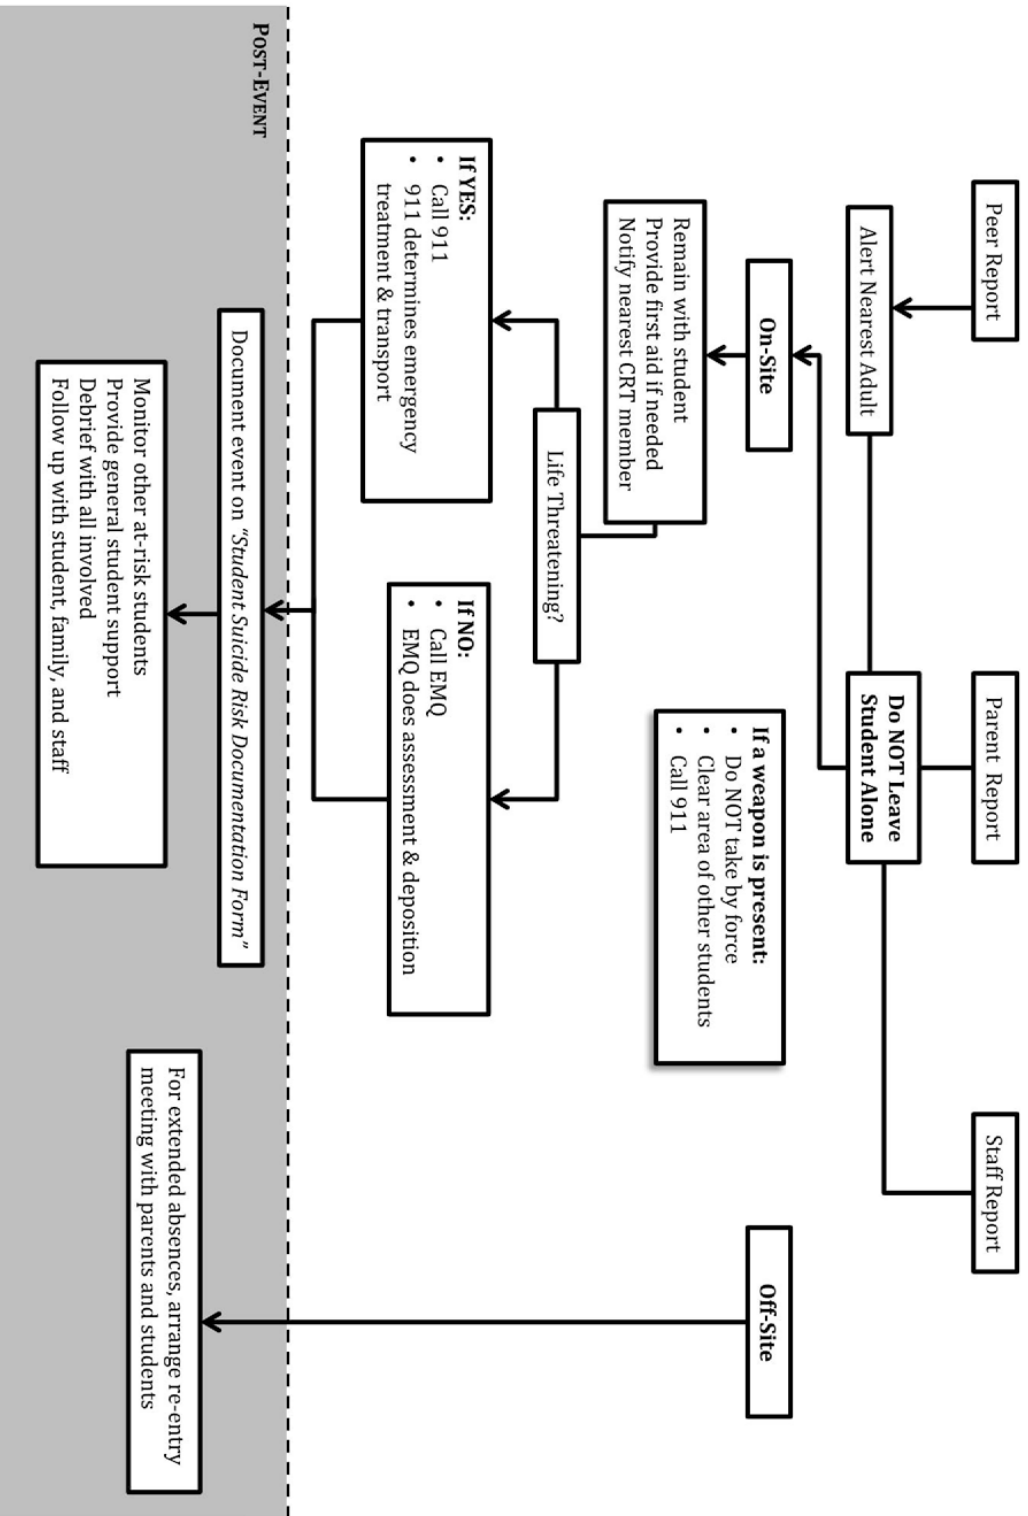 Peer Report
Parent Report
Staff Report
Alert Nearest Adult
Do NOT Leave
Student Alone
On-Site
Off-Site
If a weapon is present:
• Do NOT take by force
• Clear area of other students
• Call 911
Remain with student
Provide first aid if needed
Notify nearest CRT member
Life Threatening?
If YES:
• Call 911
• 911 determines emergency
treatment & transport
If NO:
• Call EMQ
• EMQ does assessment & deposition
POST-EVENT
Document event on "Student Suicide Risk Documentation Form"
Monitor other at-risk students
Provide general student support
Debrief with all involved
Follow up with student, family, and staff
For extended absences, arrange re-entry
meeting with parents and students